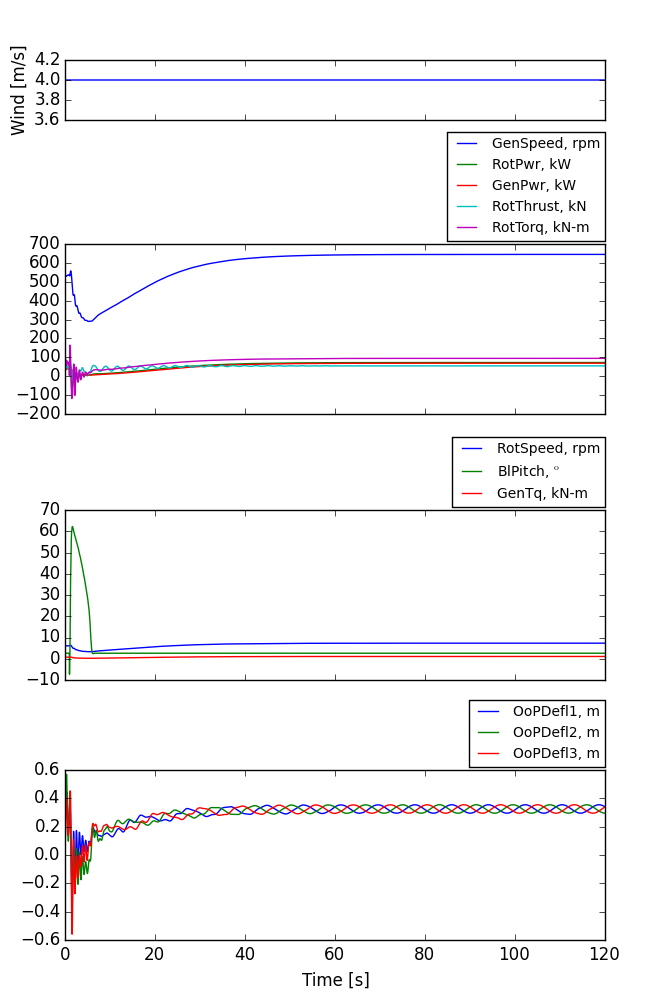 Wind [m/s]
4.2
4.0
3.8
3.6
GenSpeed, rpm
RotPwr, kW
GenPwr, kW
RotThrust, kN
RotTorq, kN-m
700
600
500
400
300
200
100
0
−100
−200
RotSpeed, rpm
BlPitch, °
GenTq, kN-m
70
60
50
40
30
20
10
0
−10
OoPDefl1, m
OoPDefl2, m
OoPDefl3, m
0.6
0.4
0.2
0.0
−0.2
−0.4
−0.6
0 20 40 60 80 100 120
Time [s]